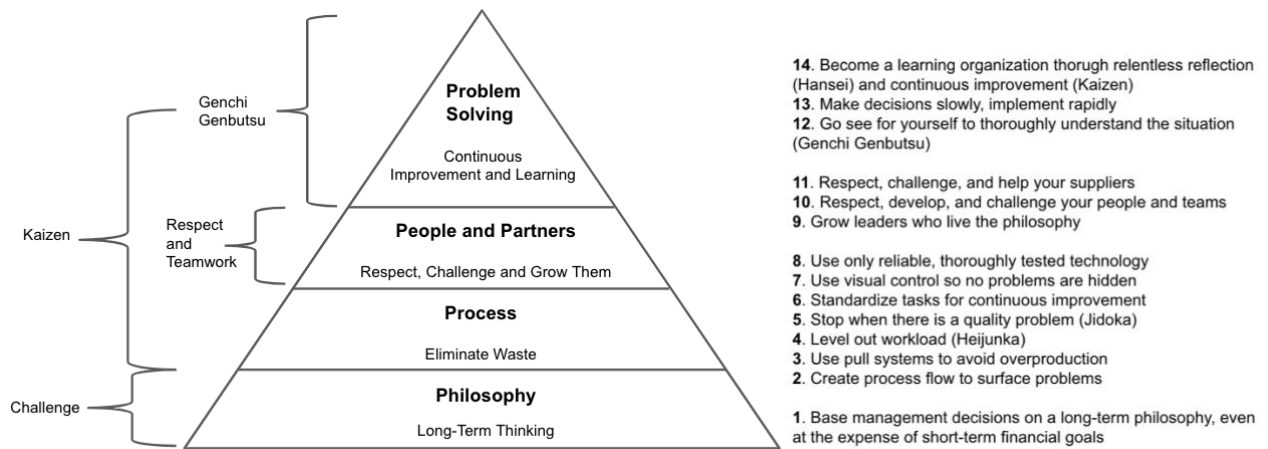 Genchi
Genbutsu
Kaizen
Respect
and
Teamwork
Challenge
Problem
Solving
Continuous
Improvement and Learning
People and Partners
Respect, Challenge and Grow Them
Process
Eliminate Waste
Philosophy
Long-Term Thinking
14. Become a learning organization thorugh relentless reflection
(Hansei) and continuous improvement (Kaizen)
13. Make decisions slowly, implement rapidly
12. Go see for yourself to thoroughly understand the situation
(Genchi Genbutsu)
11. Respect, challenge, and help your suppliers
10. Respect, develop, and challenge your people and teams
9. Grow leaders who live the philosophy
8. Use only reliable, thoroughly tested technology
7. Use visual control so no problems are hidden
6. Standardize tasks for continuous improvement
5. Stop when there is a quality problem (Jidoka)
4. Level out workload (Heijunka)
3. Use pull systems to avoid overproduction
2. Create process flow to surface problems
1. Base management decisions on a long-term philosophy, even
at the expense of short-term financial goals